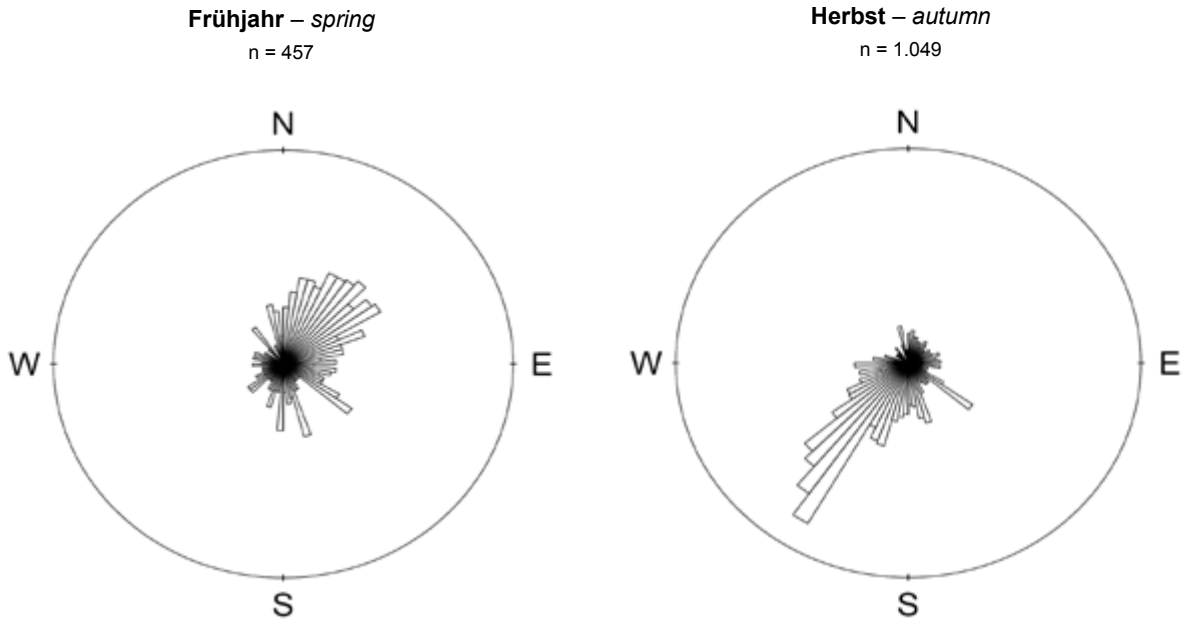 Frühjahr – spring
n = 457
N
W
E
S
Herbst – autumn
n = 1.049
N
W
E
S